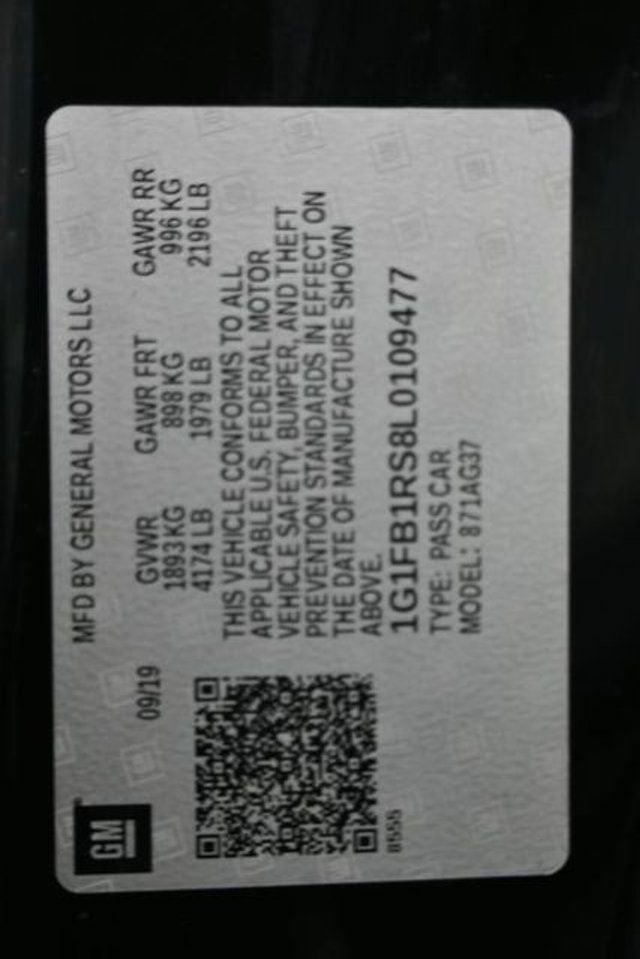 GM
MFD BY GENERAL MOTORS LLC
09/19
GVWR GAWR FRT GAWR RR
1893 KG 898 KG 996 KG
4174 LB 1979 LB 2196 LB
THIS VEHICLE CONFORMS TO ALL
APPLICABLE U.S. FEDERAL MOTOR
VEHICLE SAFETY, BUMPER, AND THEFT
PREVENTION STANDARDS IN EFFECT ON
THE DATE OF MANUFACTURE SHOWN
ABOVE.
1G1FB1RS8L0109477
TYPE: PASS CAR
MODEL: 871AG37